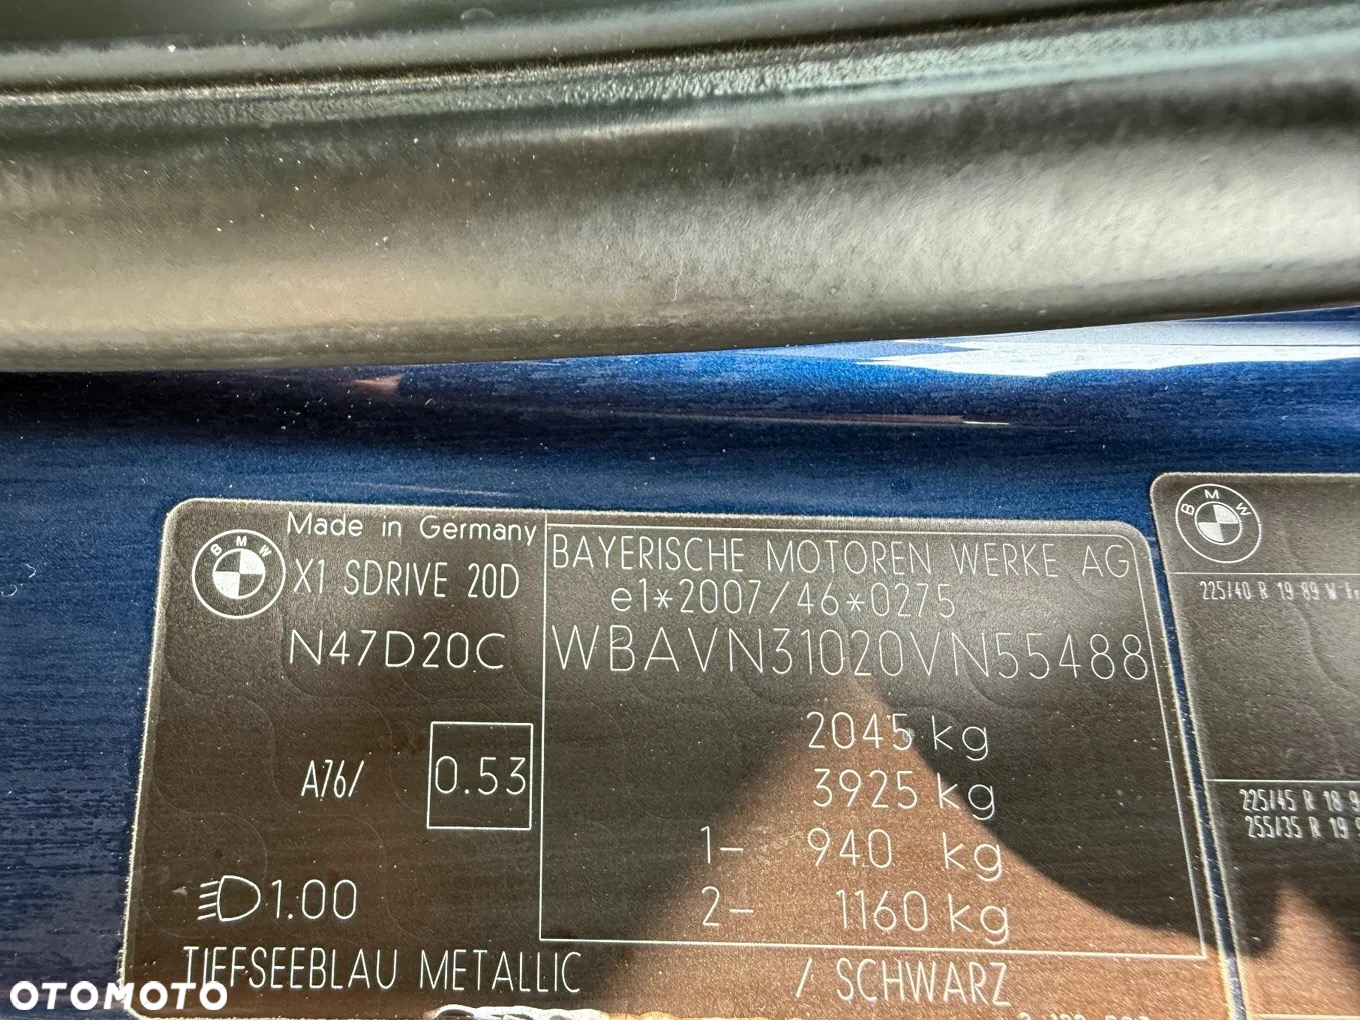 Made in Germany
BMW
X1 SDRIVE 20D
N47D20C
BAYERISCHE MOTOREN WERKE AG
e1*2007/46*0275
WBAVN31020VN55488
2045 kg
3925 kg
1- 940 kg
2- 1160 kg
A76/
0.53
1.00
TIEFSEEBLAU METALLIC / SCHWARZ
BMW
225/40 R 19 89 W
225/45 R 18
255/35 R 19
OTOMOTO